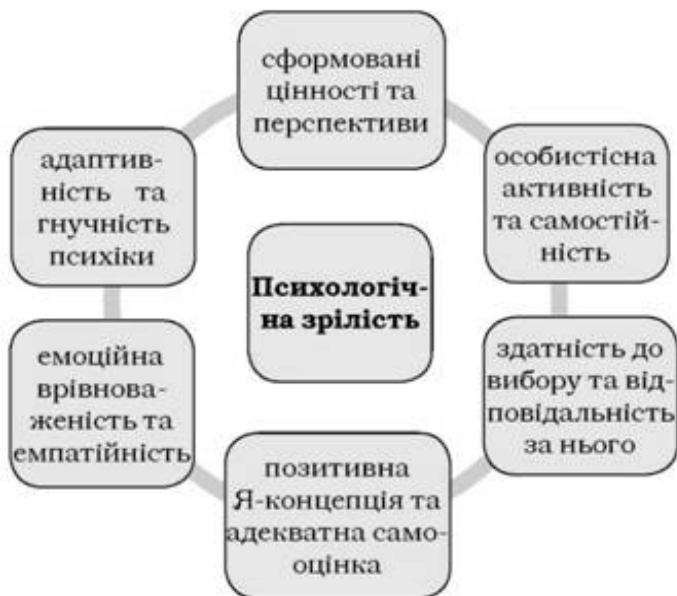 сформовані
цінності та
перспективи
особистісна
активність
та самостій-
ність
здатність до
вибору та від-
повідальність
за нього
позитивна
Я-концепція та
адекватна само-
оцінка
емоційна
врівнова-
женість та
емпатійність
адаптив-
ність та
гнучність
психіки
Психологіч-
на зрілість